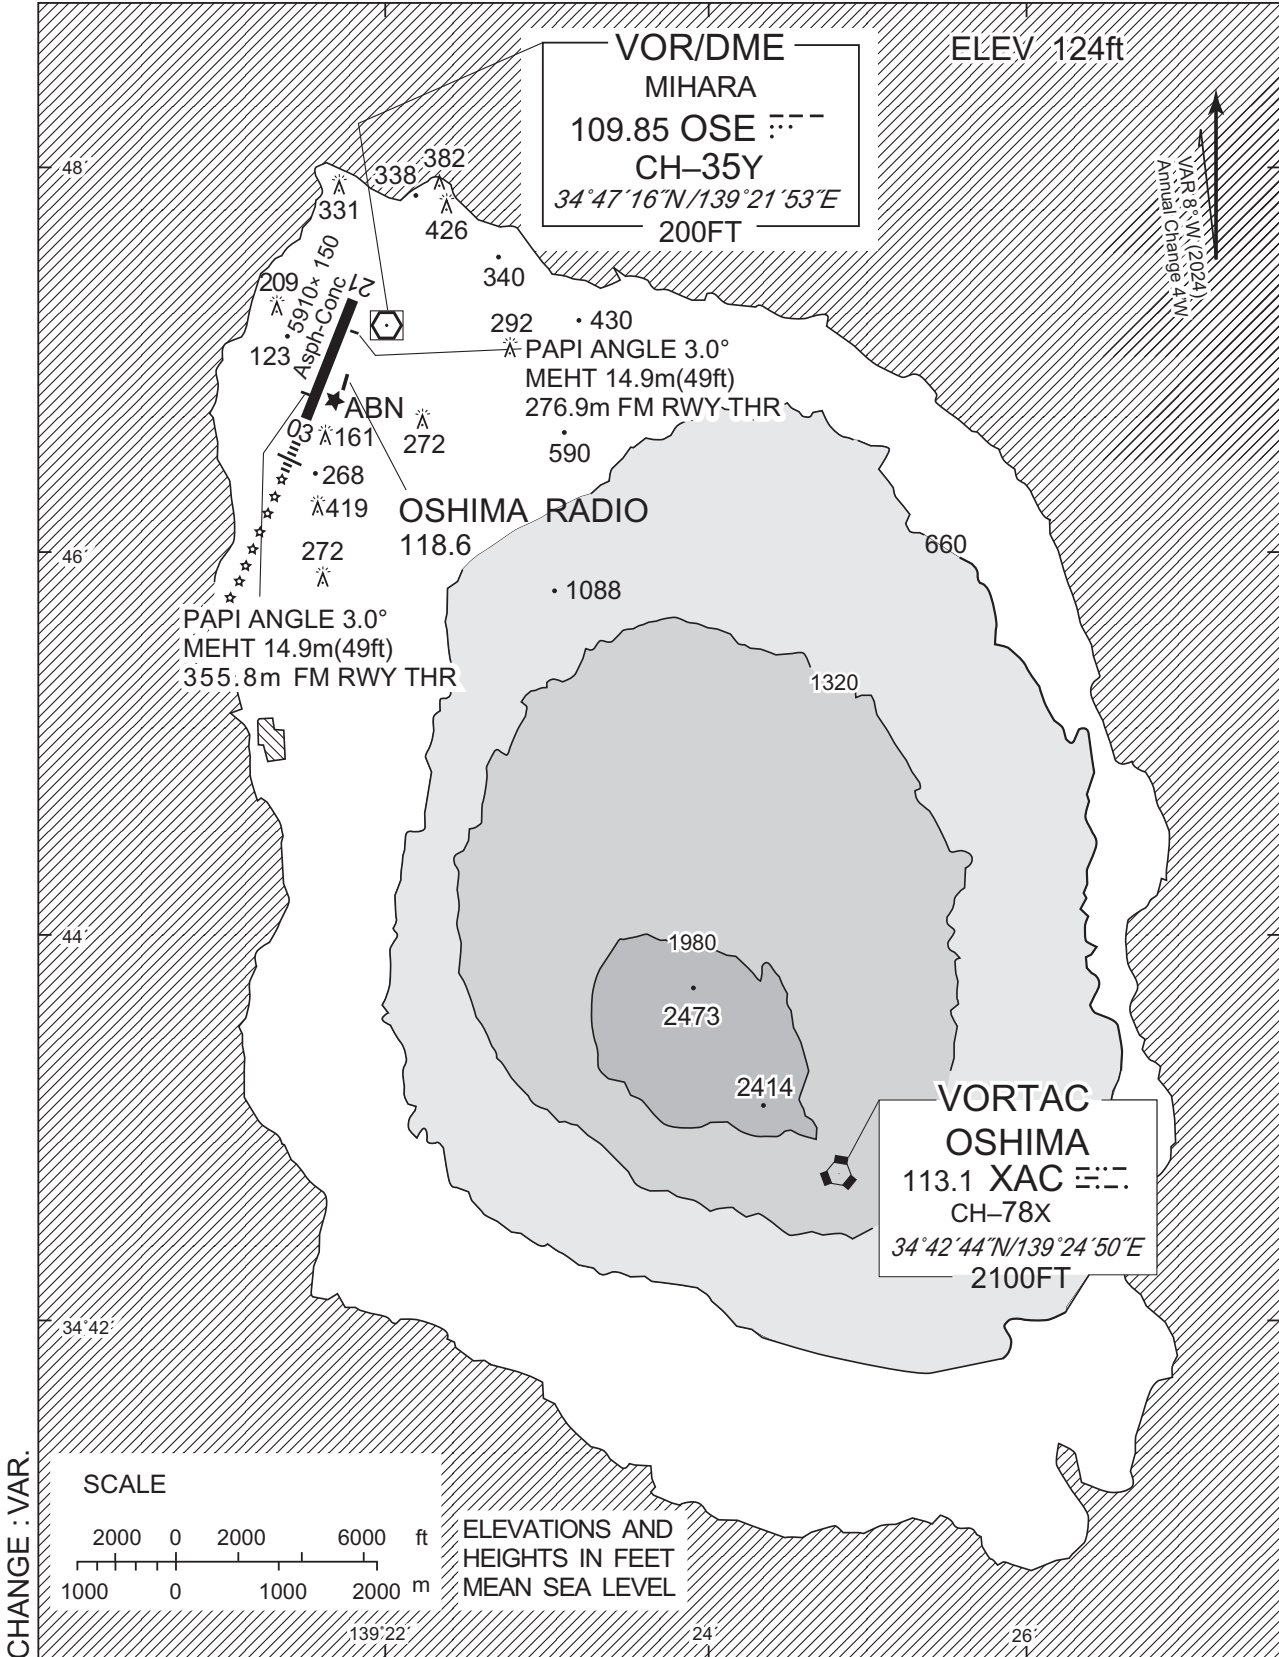 VOR/DME
MIHARA
109.85 OSE
CH–35Y
34°47´16˝N/139°21´53˝E
200FT
ELEV 124ft
VAR 8°W (2024)
Annual Change 4´W
48´
338
382
331
426
340
209
5910× 150
Asph-Conc
21
123
292
430
PAPI ANGLE 3.0°
MEHT 14.9m(49ft)
276.9m FM RWY THR
ABN
03
161
272
590
268
419
OSHIMA RADIO
118.6
46´
272
660
1088
PAPI ANGLE 3.0°
MEHT 14.9m(49ft)
355.8m FM RWY THR
1320
44´
1980
2473
2414
VORTAC
OSHIMA
113.1 XAC
CH–78X
34°42´44˝N/139°24´50˝E
2100FT
34°42´
CHANGE : VAR.
SCALE
2000 0 2000 6000 ft
1000 0 1000 2000 m
ELEVATIONS AND
HEIGHTS IN FEET
MEAN SEA LEVEL
139°22´
24´
26´